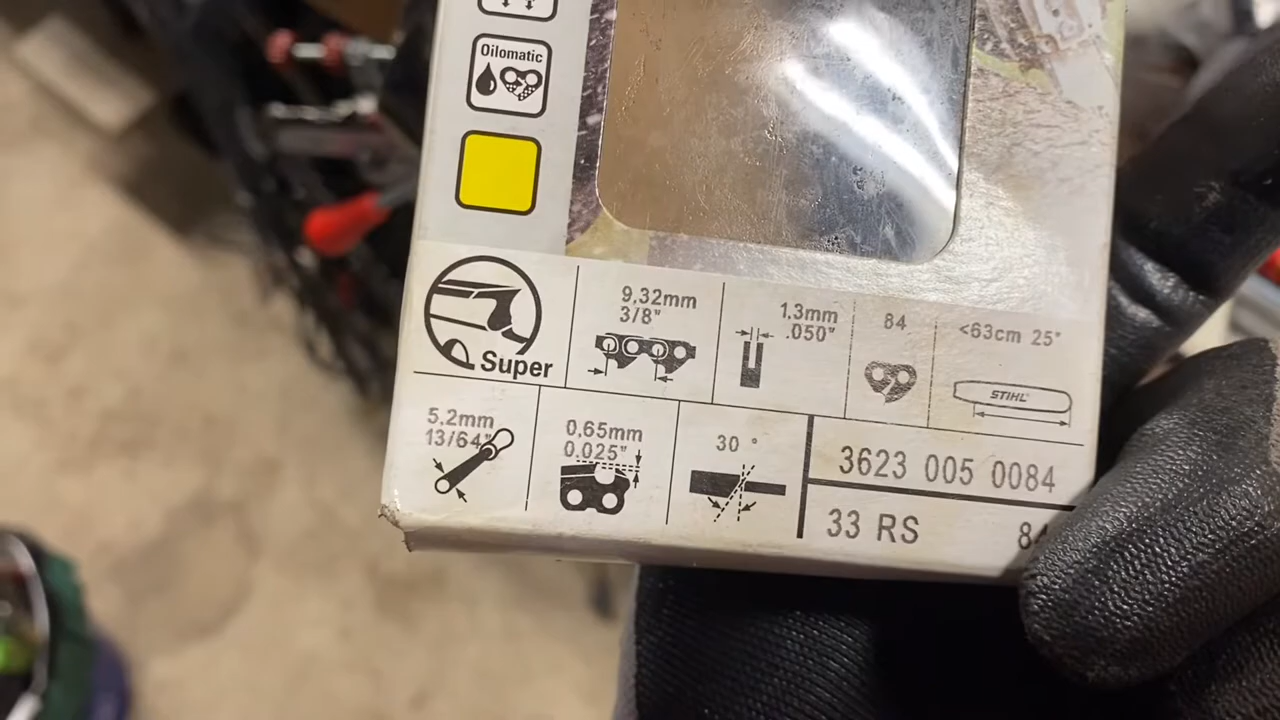 Oilomatic
Super
9,32mm
3/8"
1,3mm
.050"
84
<63cm 25"
STIHL®
5,2mm
13/64"
0,65mm
0.025"
30 °
3623 005 0084
33 RS 84